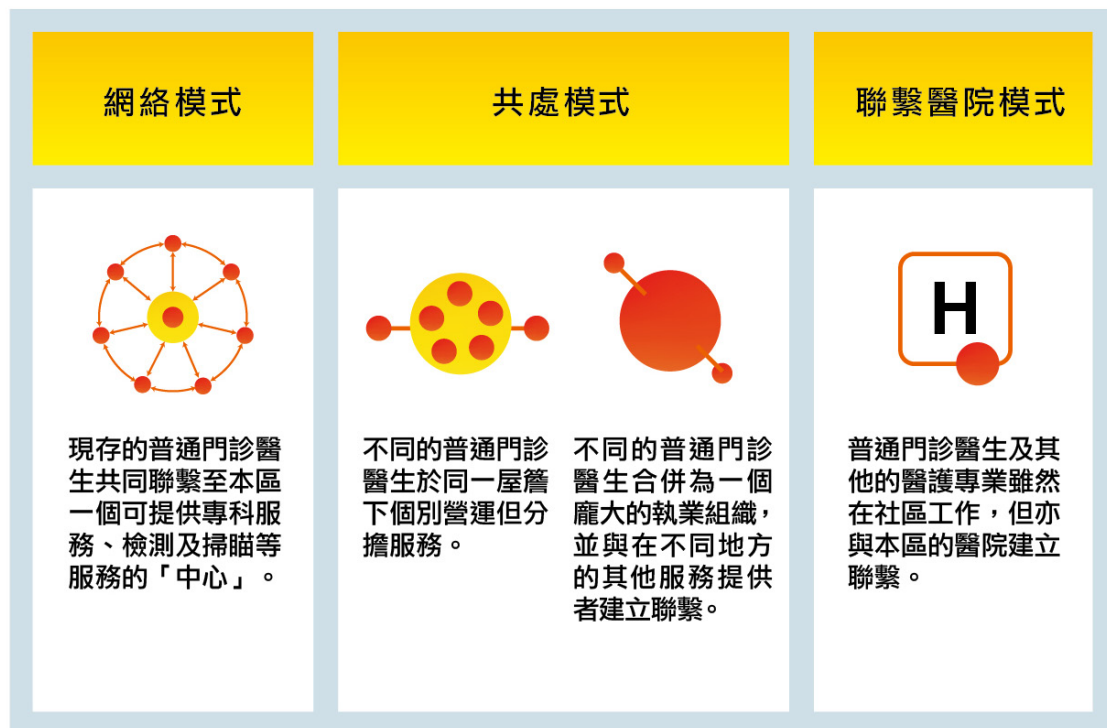 網絡模式
共處模式
聯繫醫院模式
現存的普通門診醫
生共同聯繫至本區
一個可提供專科服
務、檢測及掃瞄等
服務的「中心」。
不同的普通門診
醫生於同一屋簷
下個別營運但分
擔服務。
不同的普通門診
醫生合併為一個
龐大的執業組織，
並與在不同地方
的其他服務提供
者建立聯繫。
H
普通門診醫生及其
他的醫護專業雖然
在社區工作，但亦
與本區的醫院建立
聯繫。